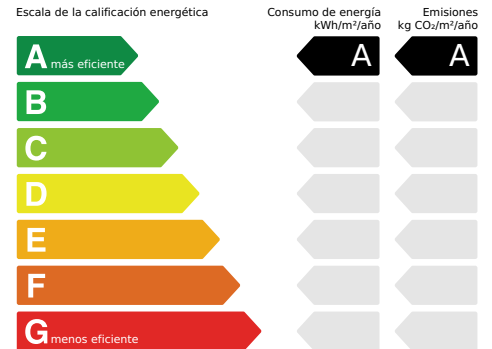 Escala de la calificación energética
Consumo de energía
kWh/m²/año
Emisiones
kg CO₂/m²/año
A más eficiente
A
A
B
C
D
E
F
G menos eficiente